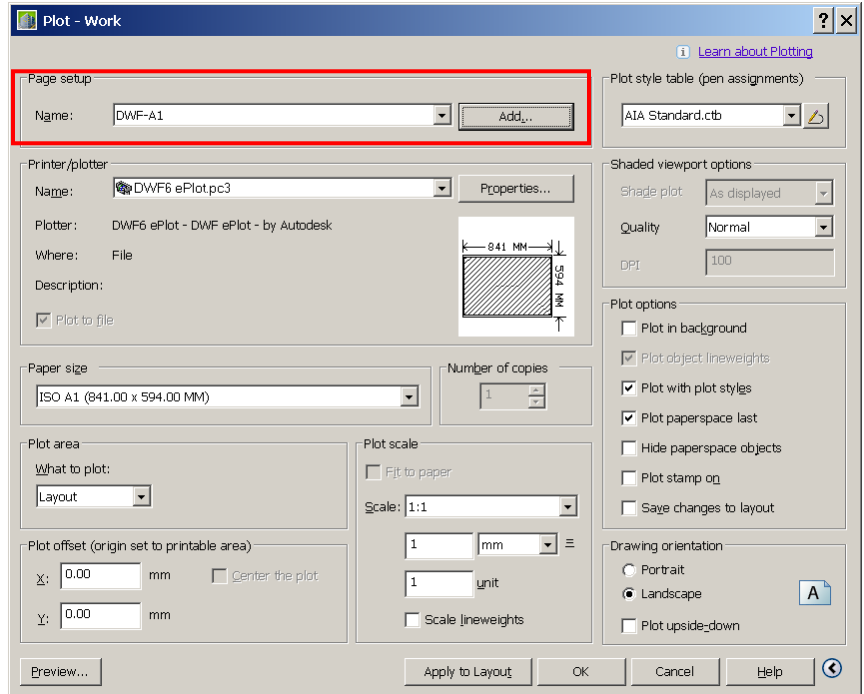 Plot - Work
Learn about Plotting
Page setup
Name: DWF-A1 Add...
Plot style table (pen assignments)
AIA Standard.ctb
Printer/plotter
Name: DWF6 ePlot.pc3 Properties...
Plotter: DWF6 ePlot - DWF ePlot - by Autodesk
Where: File
Description:
Plot to file
841 MM
594 MM
Shaded viewport options
Shade plot As displayed
Quality Normal
DPI 100
Paper size
ISO A1 (841.00 x 594.00 MM)
Number of copies
1
Plot options
Plot in background
Plot object lineweights
Plot with plot styles
Plot paperspace last
Hide paperspace objects
Plot stamp on
Save changes to layout
Plot area
What to plot:
Layout
Plot scale
Fit to paper
Scale: 1:1
1 mm
1 unit
Scale lineweights
Plot offset (origin set to printable area)
X: 0.00 mm Center the plot
Y: 0.00 mm
Drawing orientation
Portrait
Landscape
Plot upside-down
A
Preview... Apply to Layout OK Cancel Help